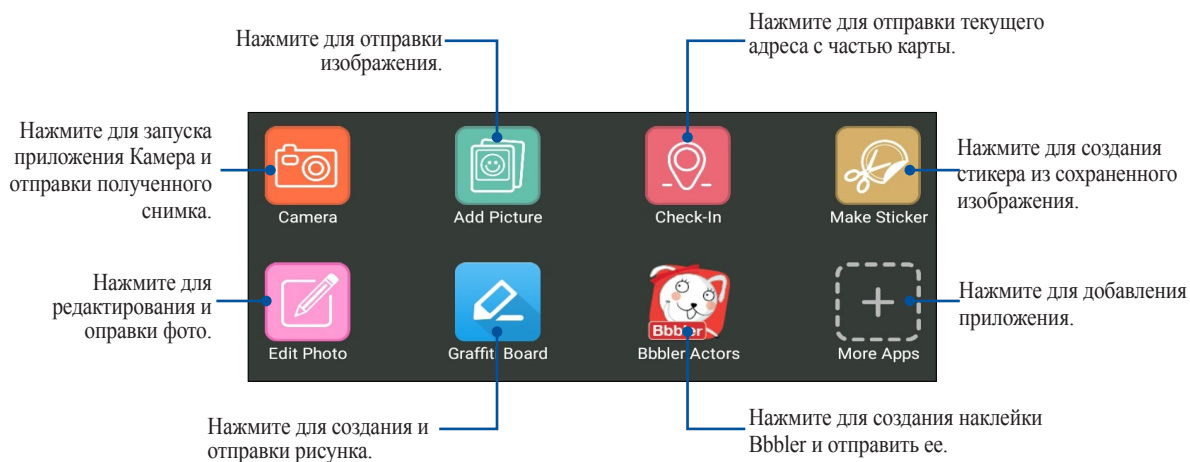 Нажмите для отправки
изображения.
Нажмите для отправки текущего
адреса с частью карты.
Нажмите для запуска
приложения Камера и
отправки полученного
снимка.
Нажмите для создания
стикера из сохраненного
изображения.
Camera
Add Picture
Check-In
Make Sticker
Нажмите для
редактирования и
оправки фото.
Нажмите для добавления
приложения.
Bbbler
Edit Photo
Graffiti Board
Bbbler Actors
More Apps
Нажмите для создания и
отправки рисунка.
Нажмите для создания наклейки
Bbbler и отправить ее.